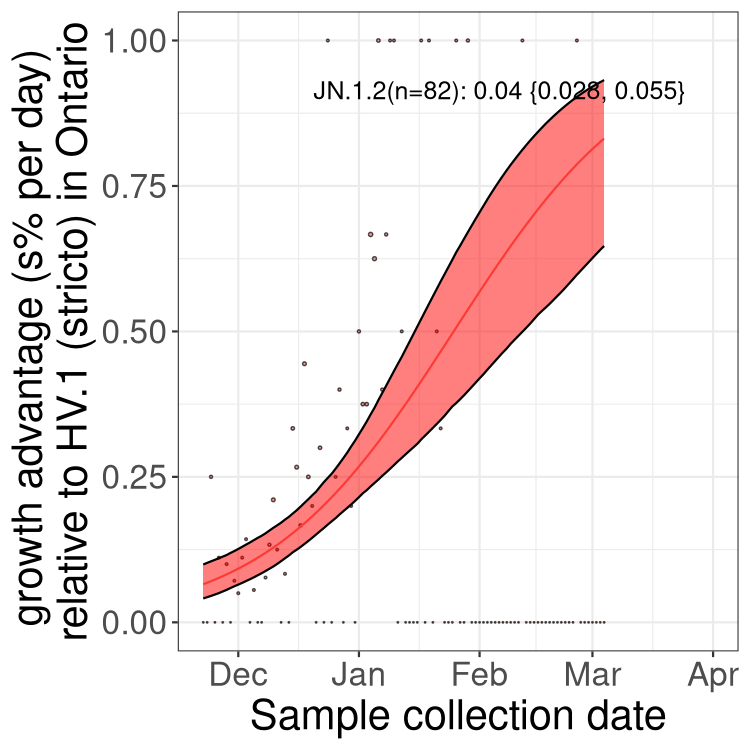 growth advantage (s% per day)
relative to HV.1 (stricto) in Ontario
1.00
0.75
0.50
0.25
0.00
JN.1.2(n=82): 0.04 {0.028, 0.055}
Dec Jan Feb Mar Apr
Sample collection date